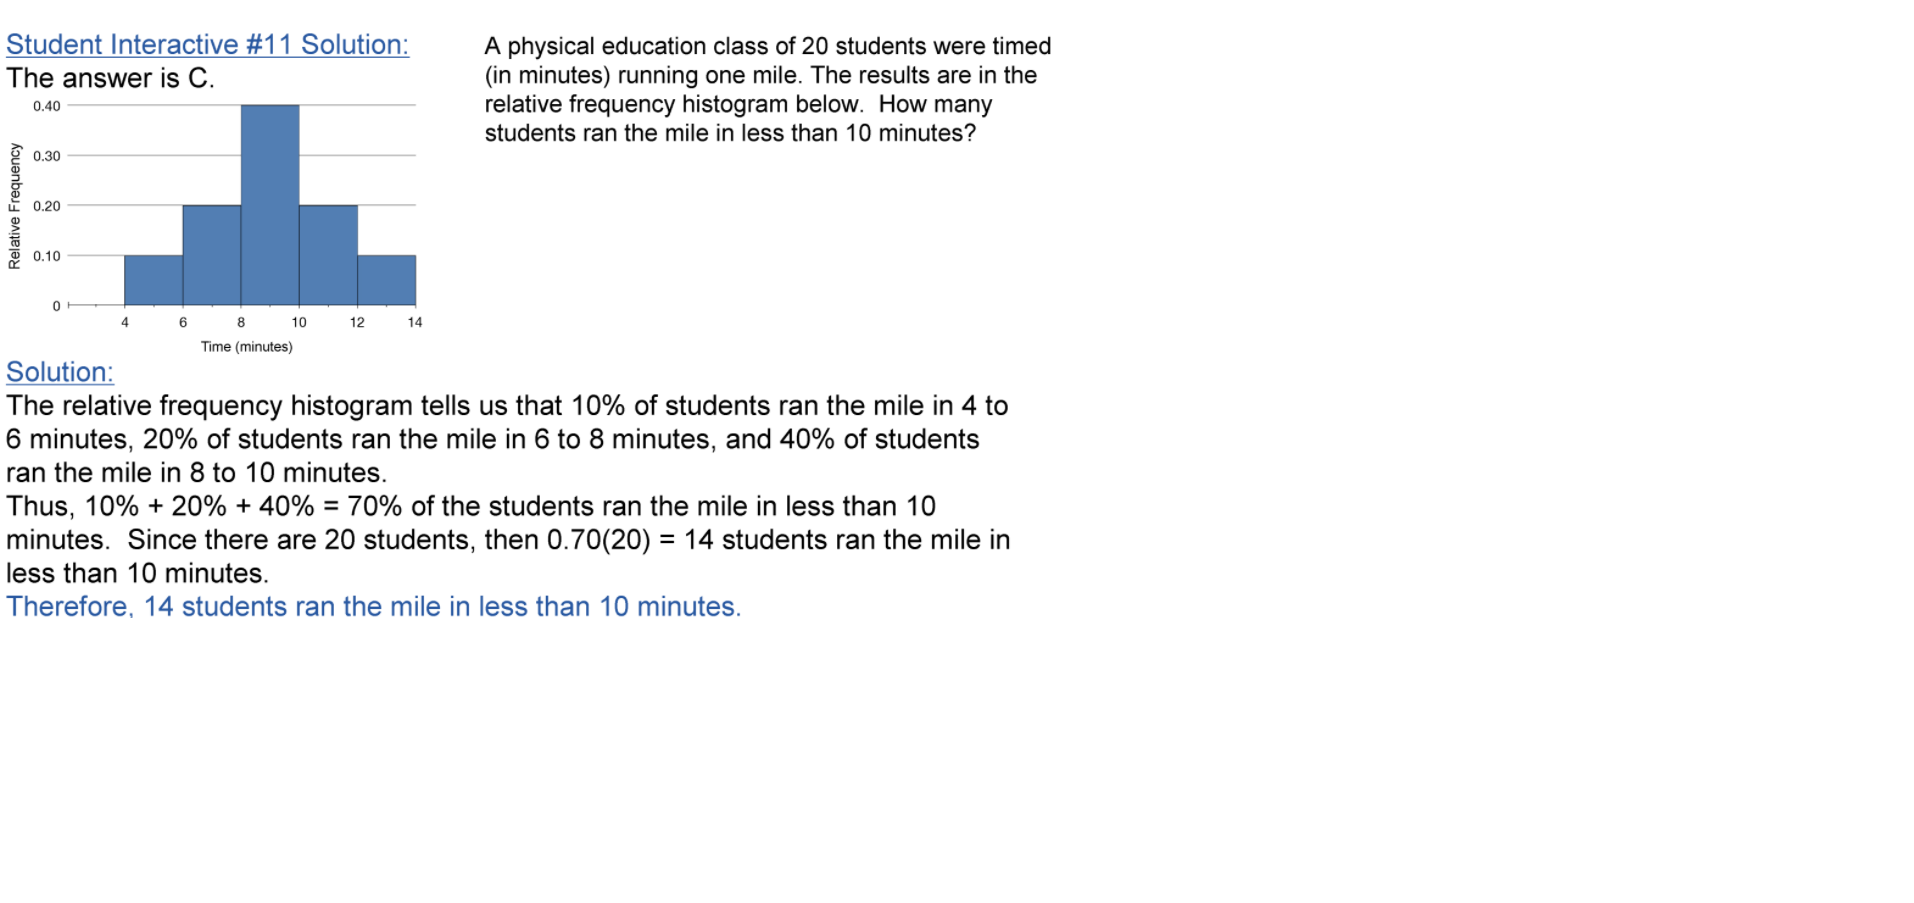 Student Interactive #11 Solution:
The answer is C.
A physical education class of 20 students were timed
(in minutes) running one mile. The results are in the
relative frequency histogram below.  How many
students ran the mile in less than 10 minutes?
Relative Frequency
0.40
0.30
0.20
0.10
0
4 6 8 10 12 14
Time (minutes)
Solution:
The relative frequency histogram tells us that 10% of students ran the mile in 4 to
6 minutes, 20% of students ran the mile in 6 to 8 minutes, and 40% of students
ran the mile in 8 to 10 minutes.
Thus, 10% + 20% + 40% = 70% of the students ran the mile in less than 10
minutes.  Since there are 20 students, then 0.70(20) = 14 students ran the mile in
less than 10 minutes.
Therefore, 14 students ran the mile in less than 10 minutes.